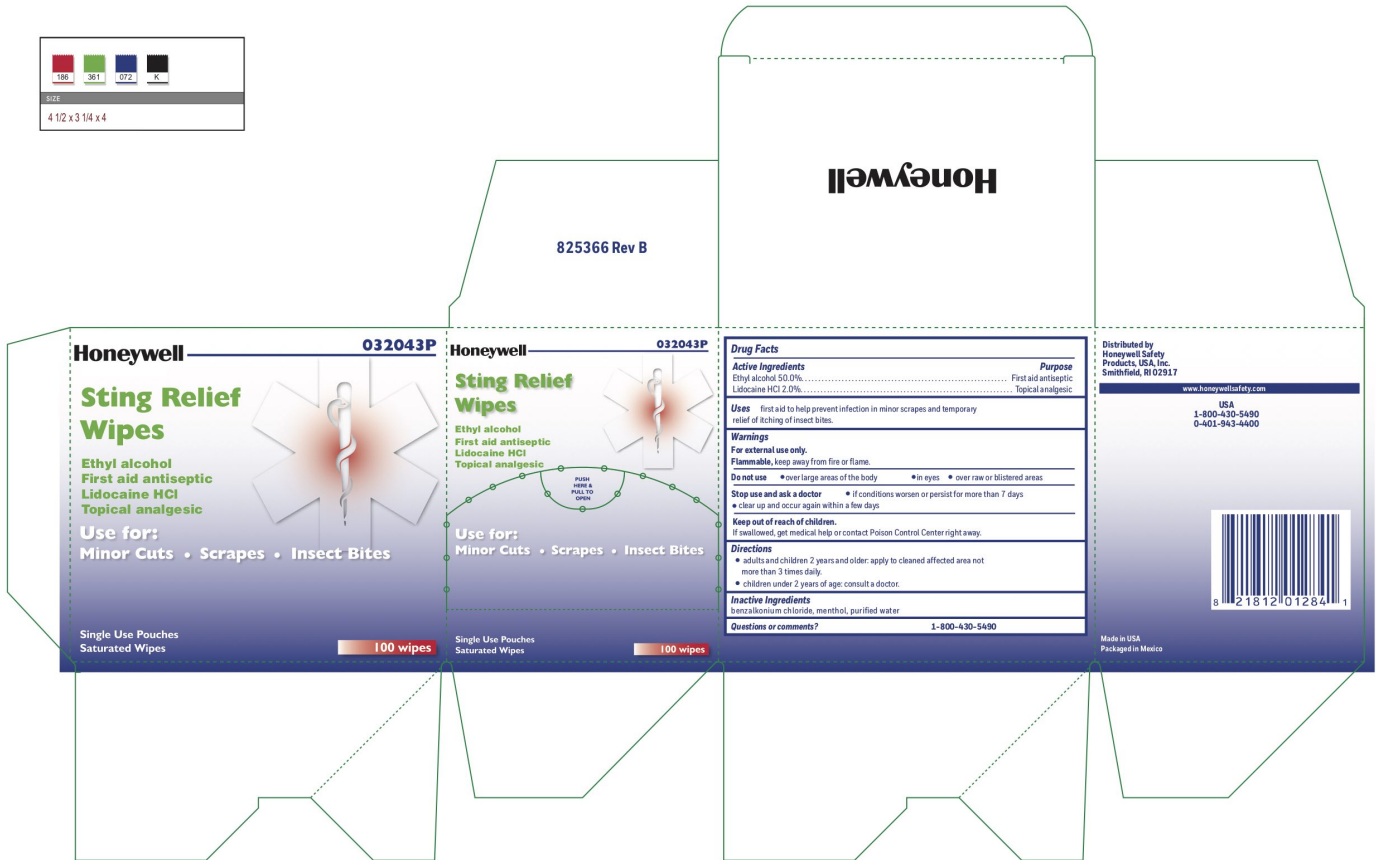 186 361 072 K
SIZE
4 1/2 x 3 1/4 x 4
Honeywell
825366 Rev B
Honeywell 032043P
Sting Relief
Wipes
Ethyl alcohol
First aid antiseptic
Lidocaine HCl
Topical analgesic
Use for:
Minor Cuts • Scrapes • Insect Bites
Single Use Pouches
Saturated Wipes
100 wipes
Honeywell 032043P
Sting Relief
Wipes
Ethyl alcohol
First aid antiseptic
Lidocaine HCl
Topical analgesic
PUSH
HERE &
PULL TO
OPEN
Use for:
Minor Cuts • Scrapes • Insect Bites
Single Use Pouches
Saturated Wipes
100 wipes
Drug Facts
Active Ingredients Purpose
Ethyl alcohol 50.0%. First aid antiseptic
Lidocaine HCl 2.0%. Topical analgesic
Uses first aid to help prevent infection in minor scrapes and temporary
relief of itching of insect bites.
Warnings
For external use only.
Flammable, keep away from fire or flame.
Do not use • over large areas of the body • in eyes • over raw or blistered areas
Stop use and ask a doctor • if conditions worsen or persist for more than 7 days
• clear up and occur again within a few days
Keep out of reach of children.
If swallowed, get medical help or contact Poison Control Center right away.
Directions
• adults and children 2 years and older: apply to cleaned affected area not
more than 3 times daily.
• children under 2 years of age: consult a doctor.
Inactive Ingredients
benzalkonium chloride, menthol, purified water
Questions or comments? 1-800-430-5490
Distributed by
Honeywell Safety
Products, USA, Inc.
Smithfield, RI 02917
www.honeywellsafety.com
USA
1-800-430-5490
0-401-943-4400
8 21812 01284 1
Made in USA
Packaged in Mexico